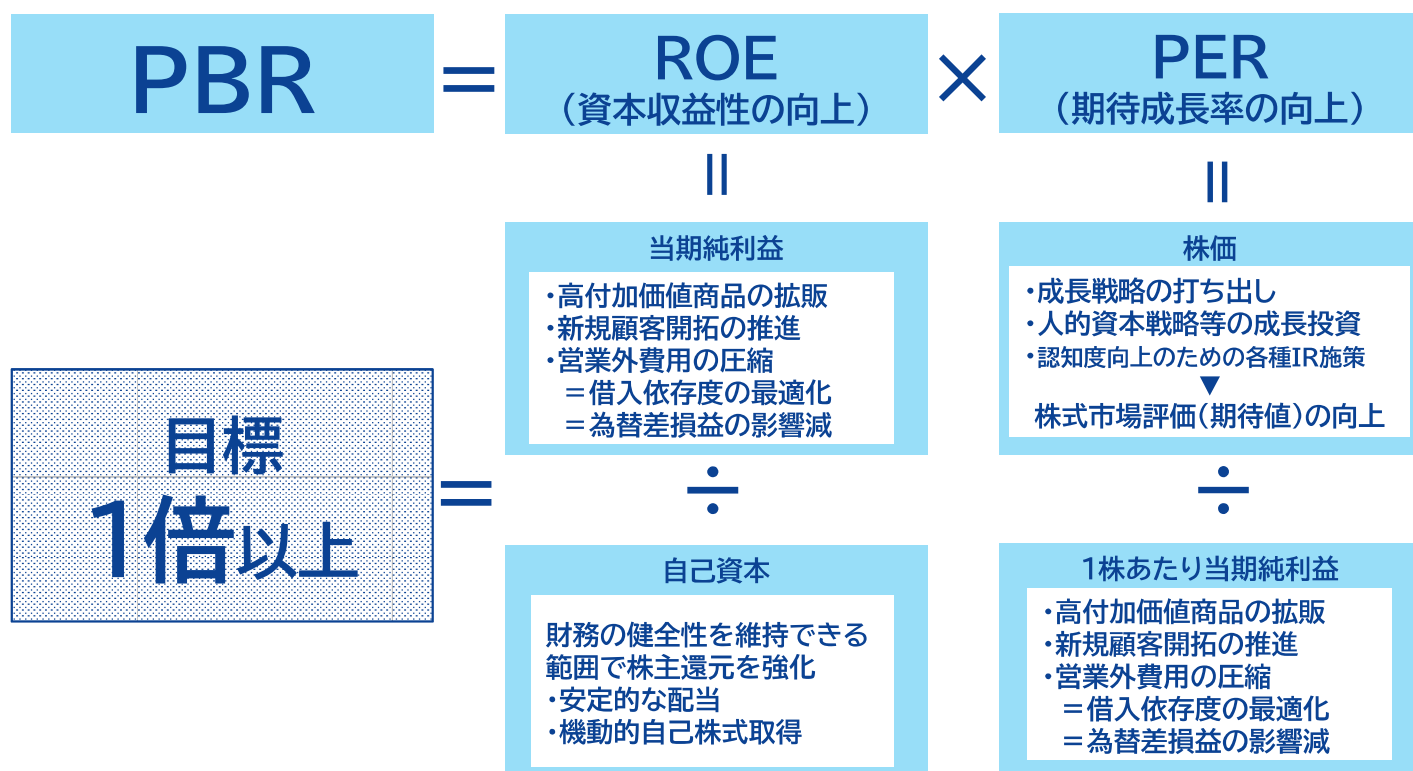 PBR
=
ROE
（資本収益性の向上）
×
PER
（期待成長率の向上）
=
=
当期純利益
・高付加価値商品の拡販
・新規顧客開拓の推進
・営業外費用の圧縮
＝借入依存度の最適化
＝為替差損益の影響減
株価
・成長戦略の打ち出し
・人的資本戦略等の成長投資
・認知度向上のための各種IR施策
▼
株式市場評価（期待値）の向上
目標
1倍以上
=
÷
÷
自己資本
財務の健全性を維持できる
範囲で株主還元を強化
・安定的な配当
・機動的自己株式取得
1株あたり当期純利益
・高付加価値商品の拡販
・新規顧客開拓の推進
・営業外費用の圧縮
＝借入依存度の最適化
＝為替差損益の影響減